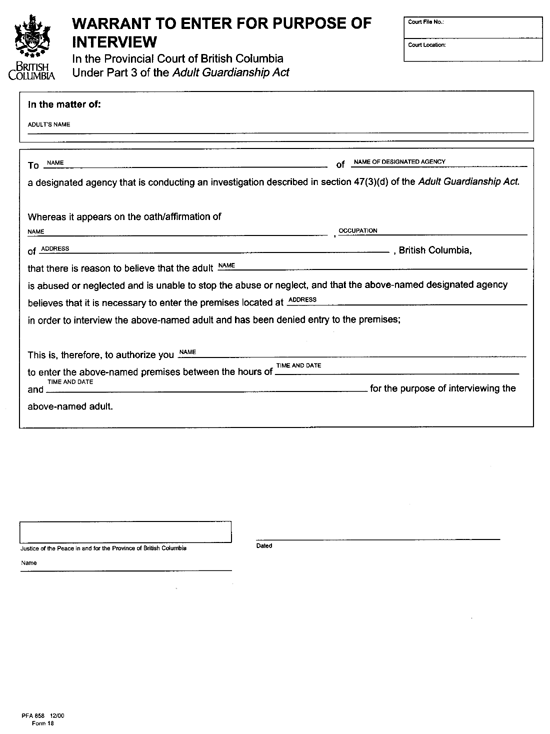 WARRANT TO ENTER FOR PURPOSE OF
INTERVIEW
In the Provincial Court of British Columbia
Under Part 3 of the Adult Guardianship Act
BRITISH
COLUMBIA
Court File No.:
Court Location:
In the matter of:
ADULT'S NAME
To NAME of NAME OF DESIGNATED AGENCY
a designated agency that is conducting an investigation described in section 47(3)(d) of the Adult Guardianship Act.
Whereas it appears on the oath/affirmation of
NAME , OCCUPATION
of ADDRESS , British Columbia,
that there is reason to believe that the adult NAME
is abused or neglected and is unable to stop the abuse or neglect, and that the above-named designated agency
believes that it is necessary to enter the premises located at ADDRESS
in order to interview the above-named adult and has been denied entry to the premises;
This is, therefore, to authorize you NAME
to enter the above-named premises between the hours of TIME AND DATE
and TIME AND DATE for the purpose of interviewing the
above-named adult.
Justice of the Peace in and for the Province of British Columbia
Dated
Name
PFA 858 12/00
Form 18